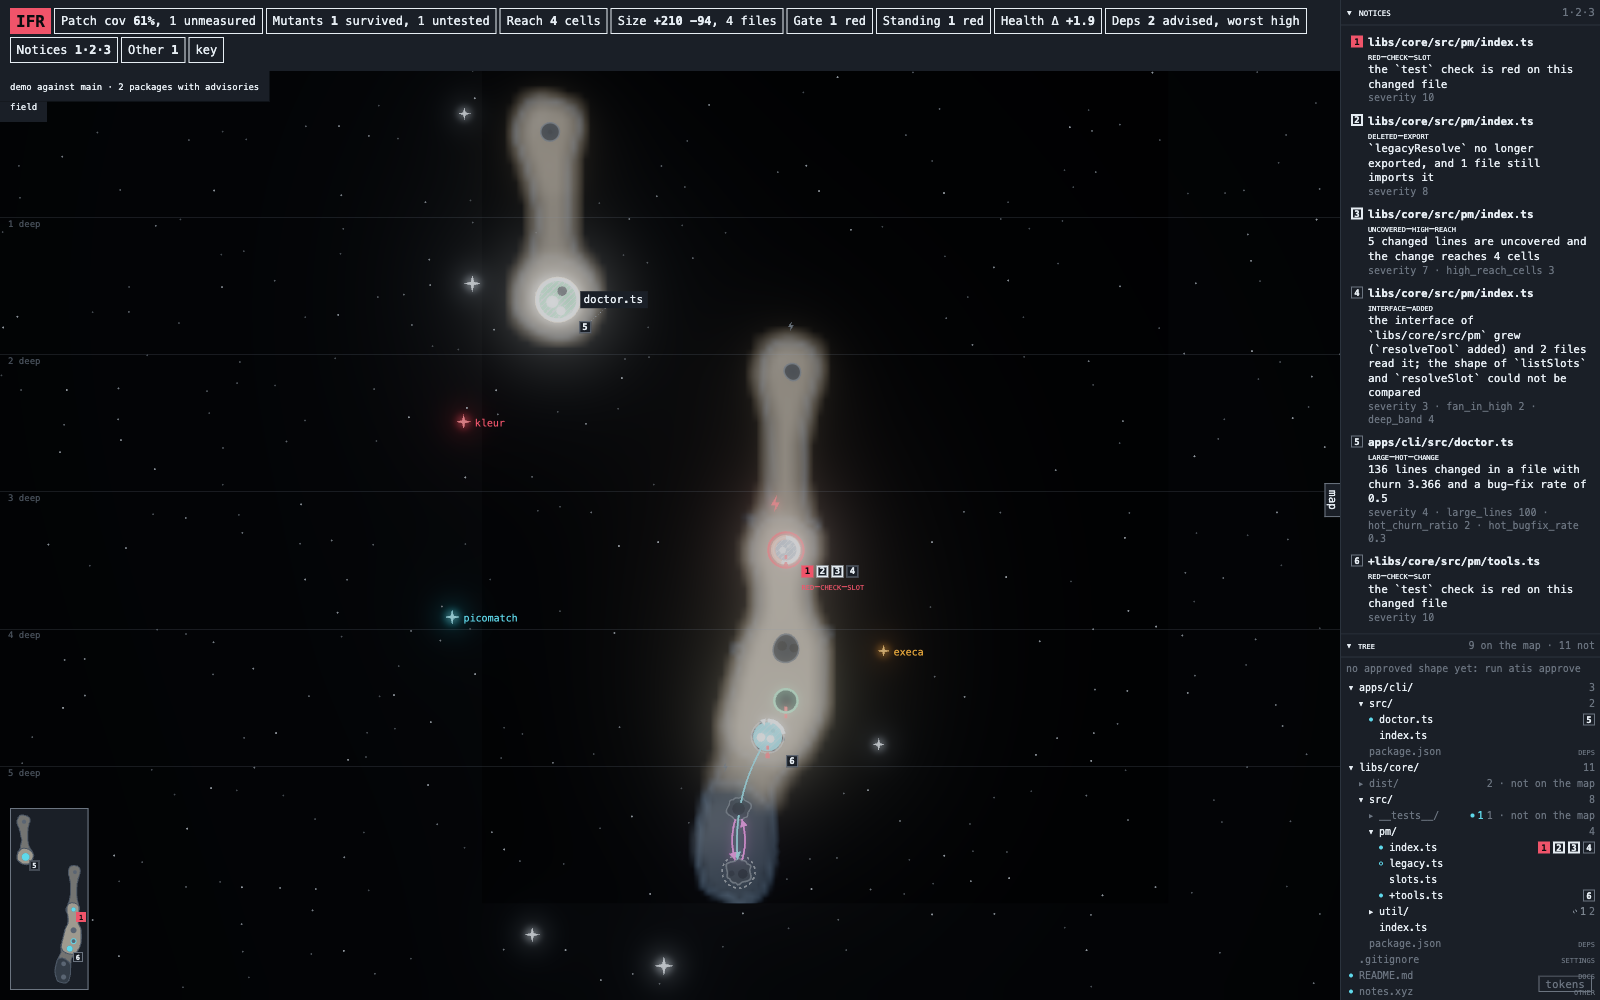 IFR Patch cov 61%, 1 unmeasured Mutants 1 survived, 1 untested Reach 4 cells Size +210 −94, 4 files Gate 1 red Standing 1 red Health Δ +1.9 Deps 2 advised, worst high
Notices 1·2·3 Other 1 key
demo against main · 2 packages with advisories
field
1 deep
2 deep
3 deep
4 deep
5 deep
doctor.ts
5
kleur
1 2 3 4
RED—CHECK—SLOT
picomatch
execa
6
5
1
6
map
▼ NOTICES 1·2·3
1 libs/core/src/pm/index.ts
RED—CHECK—SLOT
the `test` check is red on this
changed file
severity 10
2 libs/core/src/pm/index.ts
DELETED—EXPORT
`legacyResolve` no longer
exported, and 1 file still
imports it
severity 8
3 libs/core/src/pm/index.ts
UNCOVERED—HIGH—REACH
5 changed lines are uncovered and
the change reaches 4 cells
severity 7 · high_reach_cells 3
4 libs/core/src/pm/index.ts
INTERFACE—ADDED
the interface of
`libs/core/src/pm` grew
(`resolveTool` added) and 2 files
read it; the shape of `listSlots`
and `resolveSlot` could not be
compared
severity 3 · fan_in_high 2 ·
deep_band 4
5 apps/cli/src/doctor.ts
LARGE—HOT—CHANGE
136 lines changed in a file with
churn 3.366 and a bug-fix rate of
0.5
severity 4 · large_lines 100 ·
hot_churn_ratio 2 · hot_bugfix_rate
0.3
6 +libs/core/src/pm/tools.ts
RED—CHECK—SLOT
the `test` check is red on this
changed file
severity 10
▼ TREE 9 on the map · 11 not
no approved shape yet: run atis approve
▼ apps/cli/ 3
▼ src/ 2
● doctor.ts 5
index.ts
package.json DEPS
▼ libs/core/ 11
▶ dist/ 2 · not on the map
▼ src/ 8
▶ __tests__/ ●1 1 · not on the map
▼ pm/ 4
● index.ts 1 2 3 4
○ legacy.ts
slots.ts
● +tools.ts 6
▶ util/ 1 2
index.ts
package.json DEPS
.gitignore SETTINGS
● README.md DOCS
● notes.xyz OTHER
tokens